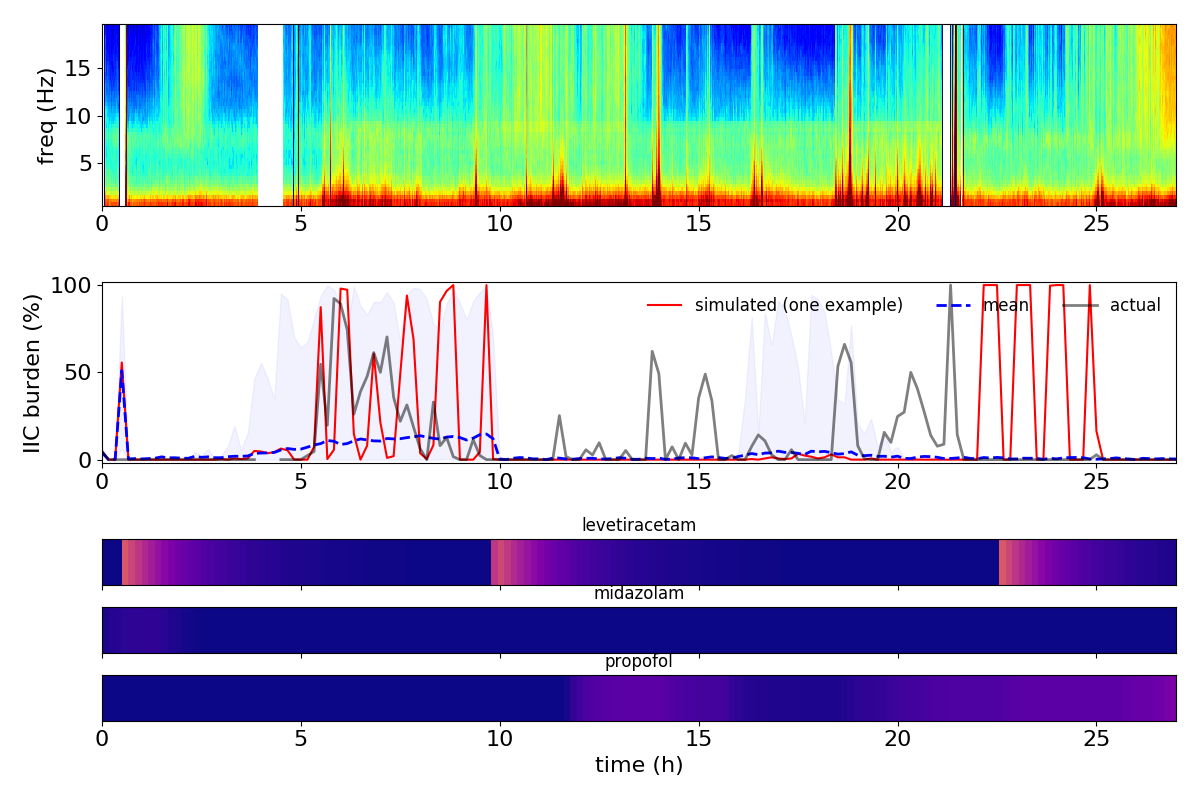 freq (Hz)
15
10
5
0 5 10 15 20 25
IIC burden (%)
100
50
0
simulated (one example) mean actual
0 5 10 15 20 25
levetiracetam
midazolam
propofol
0 5 10 15 20 25
time (h)